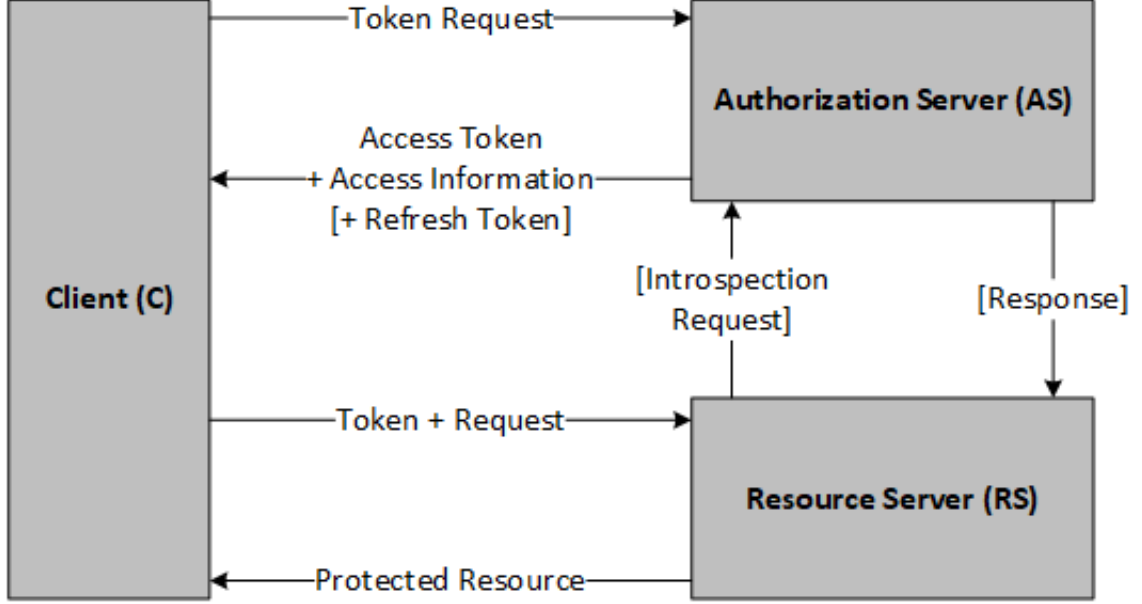 Token Request
Authorization Server (AS)
Access Token
+ Access Information
[+ Refresh Token]
[Introspection
Request]
[Response]
Client (C)
Token + Request
Resource Server (RS)
Protected Resource